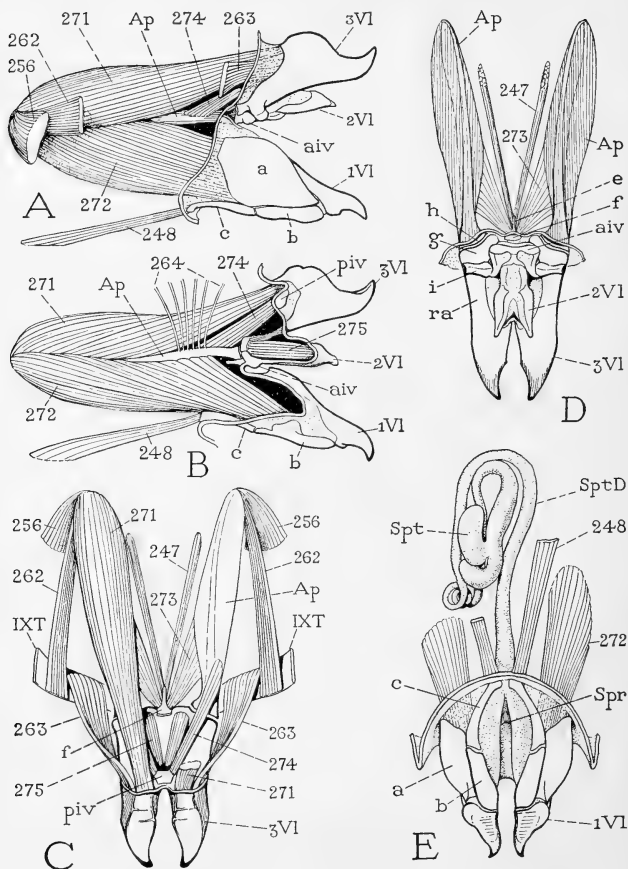 271 Ap 274 263 3Vl
262
256
2Vl
aiv
a
1Vl
272
A
248 c b
264
Ap 274 piv 3Vl
271
275
2Vl
272
aiv
1Vl
248
B c b
271
256 247 256
262 262
273 Ap
IXT IXT
263 263
f
275 274
271
piv
3Vl
C
Ap
247
273 Ap
e
h f
g aiv
i 2Vl
ra
3Vl
D
SptD
Spt 248
272
c
Spr
a
b
1Vl
E